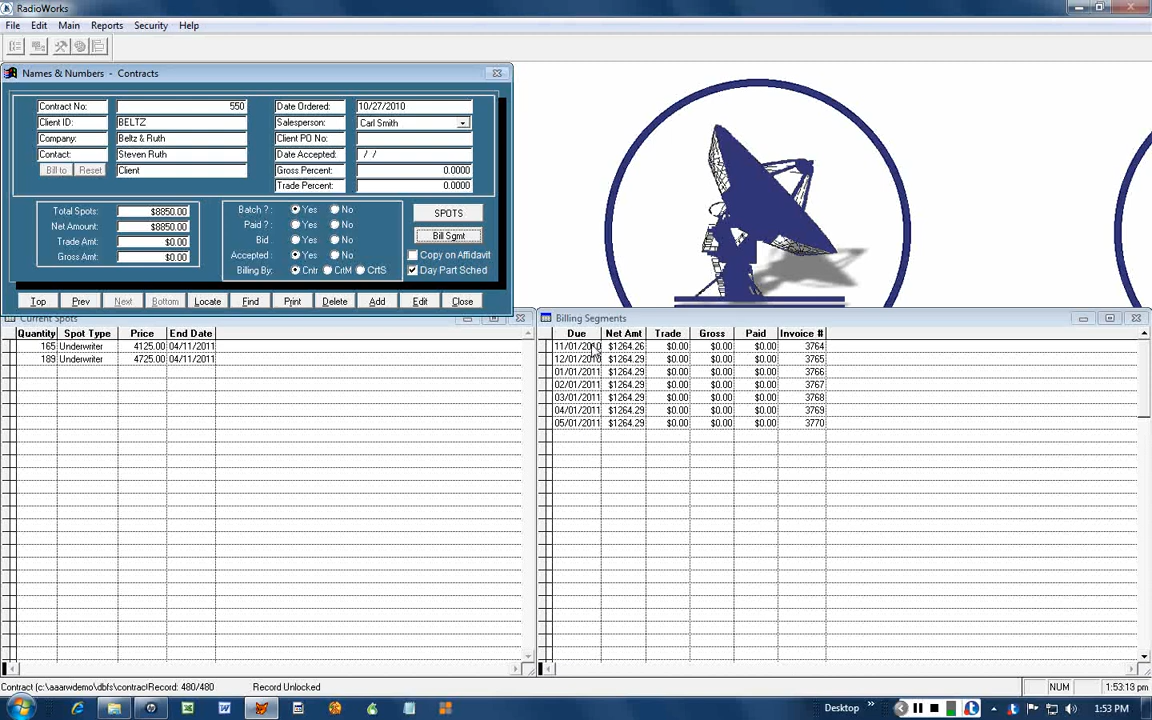 RadioWorks
File Edit Main Reports Security Help
Names & Numbers - Contracts
Contract No: 550 Date Ordered: 10/27/2010
Client ID: BELTZ Salesperson: Carl Smith
Company: Beltz & Ruth Client PO No:
Contact: Steven Ruth Date Accepted: / /
Bill to Reset Client Gross Percent: 0.0000
Trade Percent: 0.0000
Total Spots: $8850.00 Batch ? : Yes No SPOTS
Net Amount: $8850.00 Paid ? : Yes No
Trade Amt: $0.00 Bid : Yes No Bill Sgmt
Gross Amt: $0.00 Accepted : Yes No Copy on Affidavit
Billing By: Cntr CrtM CrtS Day Part Sched
Top Prev Next Bottom Locate Find Print Delete Add Edit Close
Current Spots
Quantity Spot Type Price End Date
165 Underwriter 4125.00 04/11/2011
189 Underwriter 4725.00 04/11/2011
Billing Segments
Due Net Amt Trade Gross Paid Invoice #
11/01/2010 $1264.26 $0.00 $0.00 $0.00 3764
12/01/2010 $1264.29 $0.00 $0.00 $0.00 3765
01/01/2011 $1264.29 $0.00 $0.00 $0.00 3766
02/01/2011 $1264.29 $0.00 $0.00 $0.00 3767
03/01/2011 $1264.29 $0.00 $0.00 $0.00 3768
04/01/2011 $1264.29 $0.00 $0.00 $0.00 3769
05/01/2011 $1264.29 $0.00 $0.00 $0.00 3770
Contract (c:\aaarwdemo\dbfs\contractRecord: 480/480 Record Unlocked NUM 1:53:13 pm
Desktop » 1:53 PM